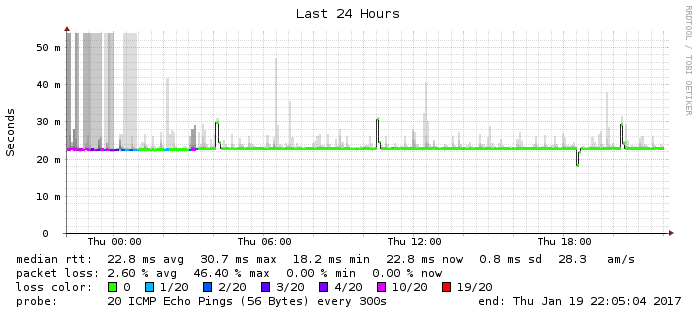 Last 24 Hours
RRDTOOL / TOBI OETIKER
Seconds
50 m
40 m
30 m
20 m
10 m
0
Thu 00:00 Thu 06:00 Thu 12:00 Thu 18:00
median rtt: 22.8 ms avg 30.7 ms max 18.2 ms min 22.8 ms now 0.8 ms sd 28.3 am/s
packet loss: 2.60 % avg 46.40 % max 0.00 % min 0.00 % now
loss color: 0 1/20 2/20 3/20 4/20 10/20 19/20
probe: 20 ICMP Echo Pings (56 Bytes) every 300s end: Thu Jan 19 22:05:04 2017